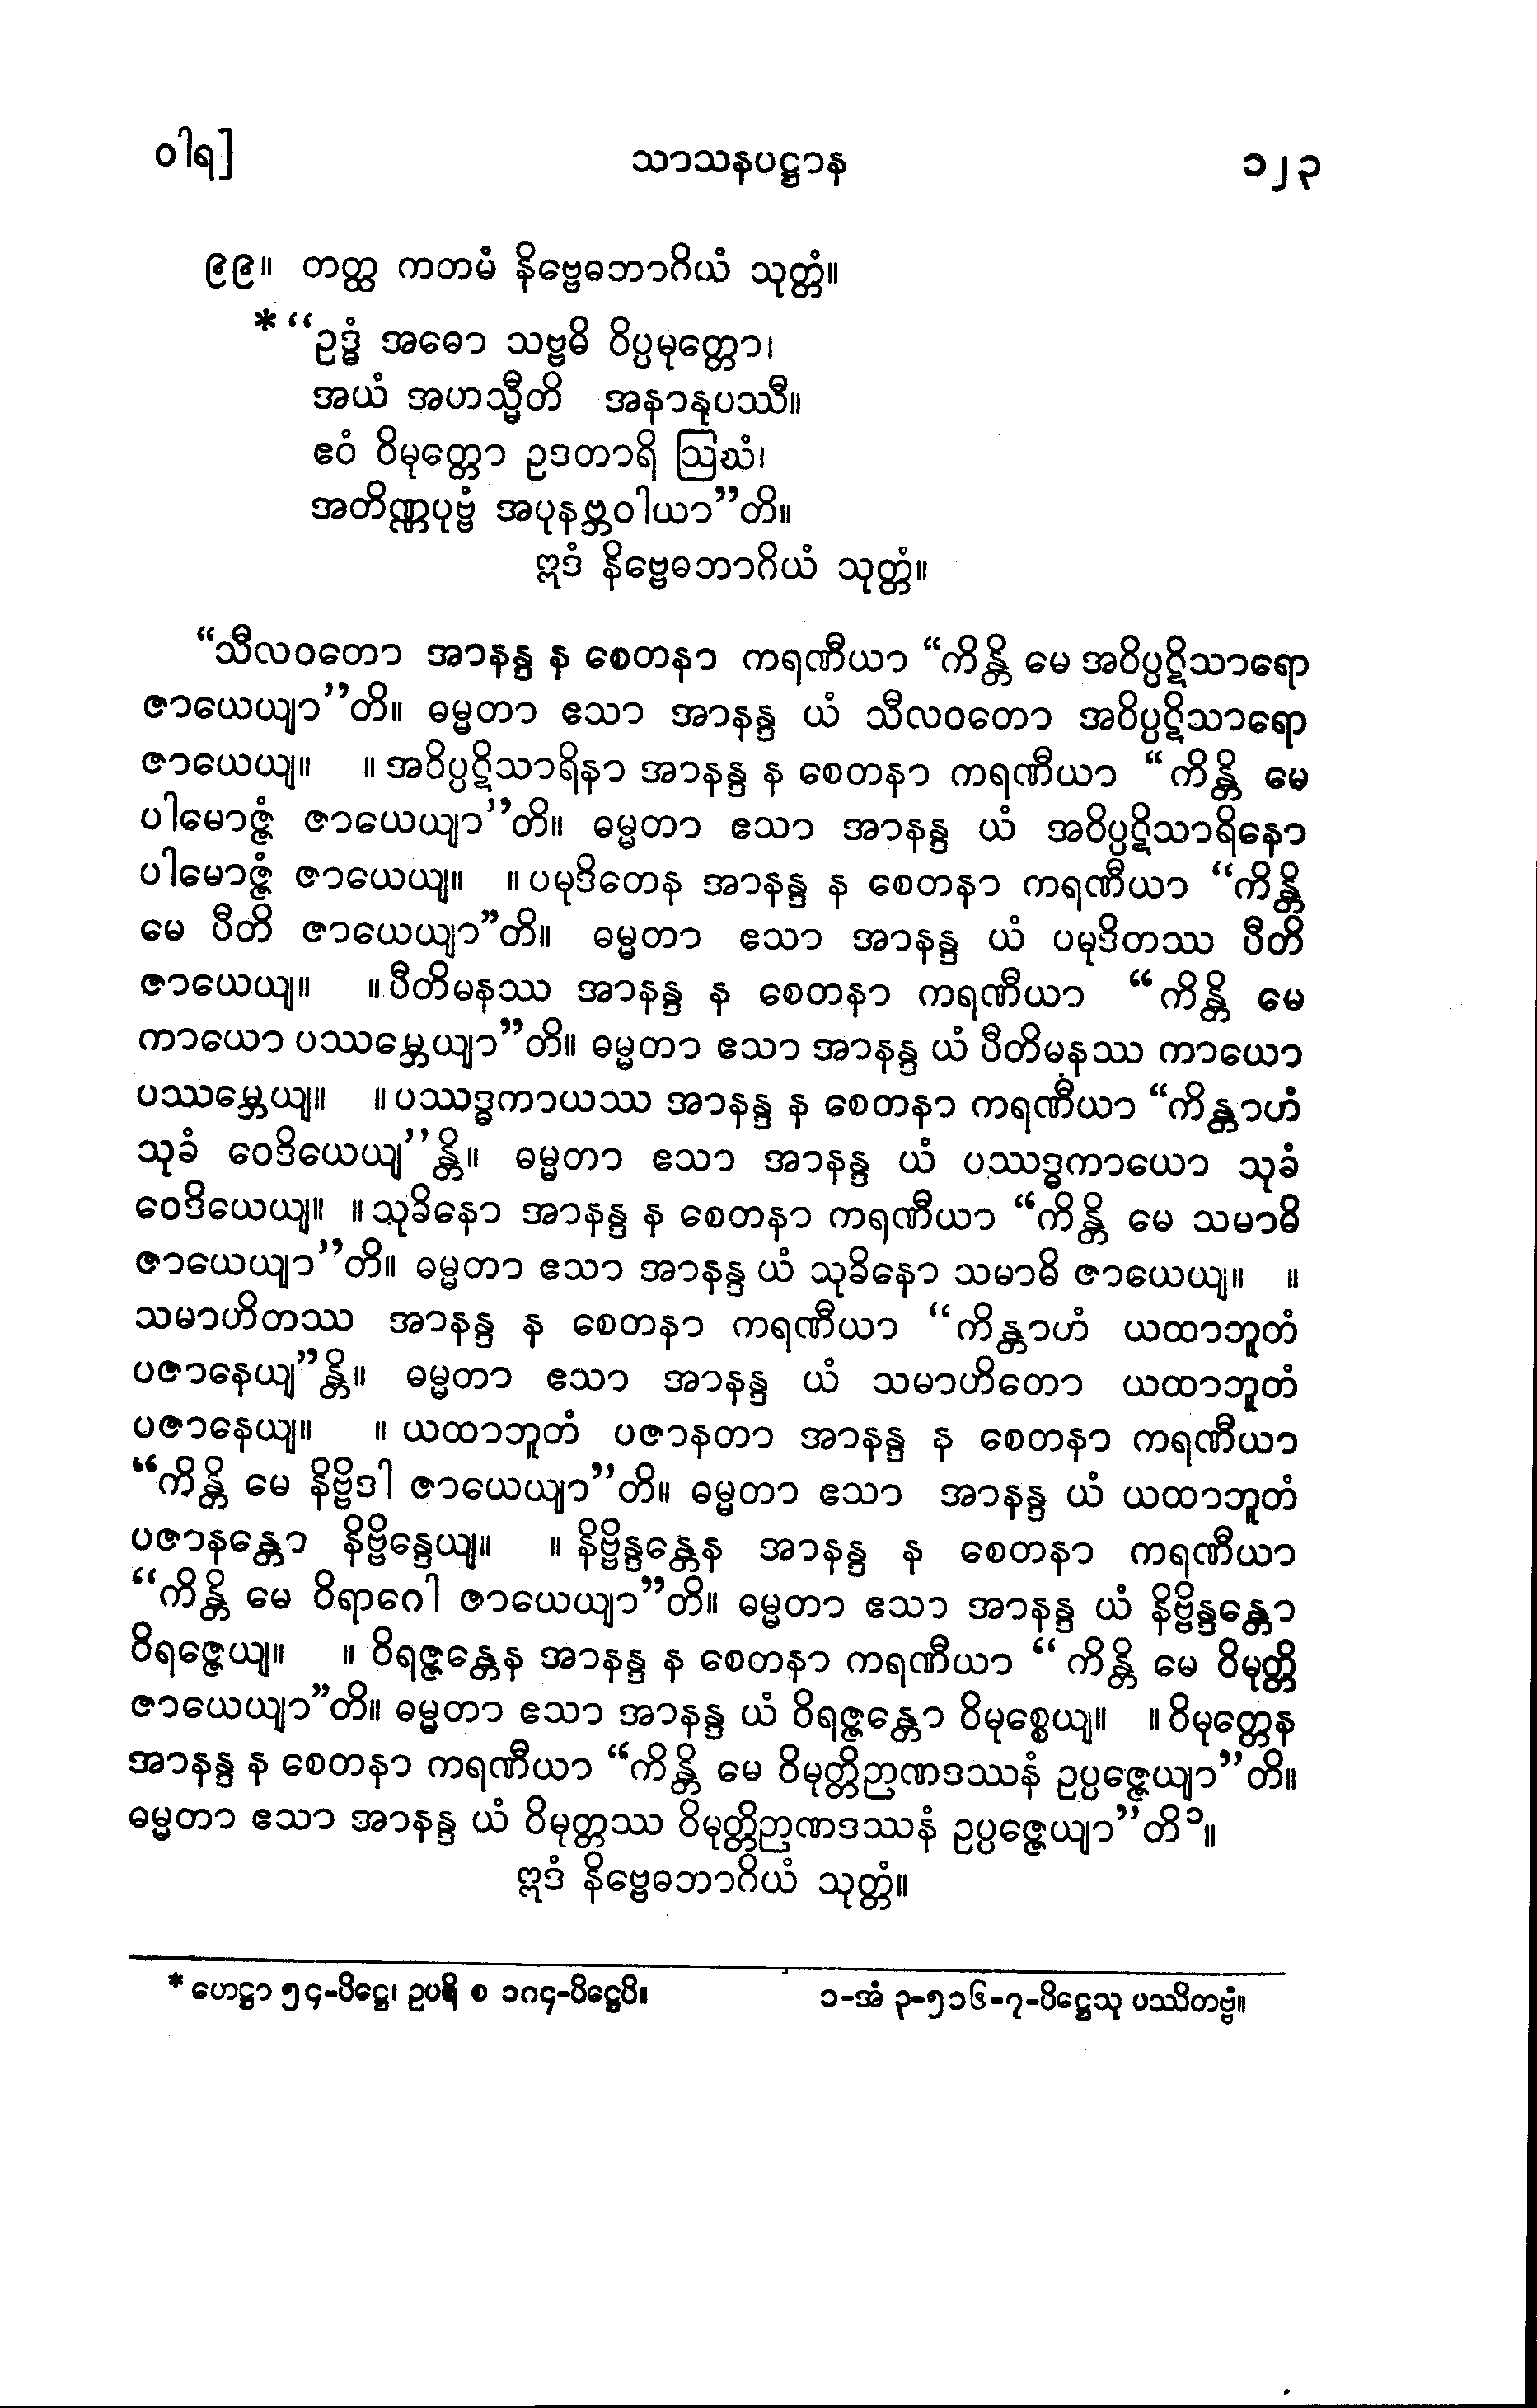 ဝါရ] သာသနပဋ္ဌာန ၁၂၃
၉၉။ တတ္ထ ကတမံ နိဗ္ဗေဓဘာဂိယံ သုတ္တံ။
* “ဥဒ္ဓံ အဓော သဗ္ဗဓိ ဝိပ္ပမုတ္တော၊
အယံ အဟသ္မီတိ အနာနုပဿီ။
ဧဝံ ဝိမုတ္တော ဥဒတာရိ ဩဃံ၊
အတိဏ္ဏပုဗ္ဗံ အပုနဗ္ဘဝါယာ”တိ။
ဣဒံ နိဗ္ဗေဓဘာဂိယံ သုတ္တံ။
“သီလဝတော အာနန္ဒ န စေတနာ ကရဏီယာ “ကိန္တိ မေ အဝိပ္ပဋိသာရော
ဇာယေယျာ”တိ။ ဓမ္မတာ ဧသာ အာနန္ဒ ယံ သီလဝတော အဝိပ္ပဋိသာရော
ဇာယေယျ။ ။ အဝိပ္ပဋိသာရိနာ အာနန္ဒ န စေတနာ ကရဏီယာ “ကိန္တိ မေ
ပါမောဇ္ဇံ ဇာယေယျာ”တိ။ ဓမ္မတာ ဧသာ အာနန္ဒ ယံ အဝိပ္ပဋိသာရိနော
ပါမောဇ္ဇံ ဇာယေယျ။ ။ ပမုဒိတေန အာနန္ဒ န စေတနာ ကရဏီယာ “ကိန္တိ
မေ ပီတိ ဇာယေယျာ”တိ။ ဓမ္မတာ ဧသာ အာနန္ဒ ယံ ပမုဒိတဿ ပီတိ
ဇာယေယျ။ ။ ပီတိမနဿ အာနန္ဒ န စေတနာ ကရဏီယာ “ကိန္တိ မေ
ကာယော ပဿမ္ဘေယျာ”တိ။ ဓမ္မတာ ဧသာ အာနန္ဒ ယံ ပီတိမနဿ ကာယော
ပဿမ္ဘေယျ။ ။ ပဿဒ္ဓကာယဿ အာနန္ဒ န စေတနာ ကရဏီယာ “ကိန္တာဟံ
သုခံ ဝေဒိယေယျ”န္တိ။ ဓမ္မတာ ဧသာ အာနန္ဒ ယံ ပဿဒ္ဓကာယော သုခံ
ဝေဒိယေယျ။ ။ သုခိနော အာနန္ဒ န စေတနာ ကရဏီယာ “ကိန္တိ မေ သမာဓိ
ဇာယေယျာ”တိ။ ဓမ္မတာ ဧသာ အာနန္ဒ ယံ သုခိနော သမာဓိ ဇာယေယျ။ ။
သမာဟိတဿ အာနန္ဒ န စေတနာ ကရဏီယာ “ကိန္တာဟံ ယထာဘူတံ
ပဇာနေယျ”န္တိ။ ဓမ္မတာ ဧသာ အာနန္ဒ ယံ သမာဟိတော ယထာဘူတံ
ပဇာနေယျ။ ။ ယထာဘူတံ ပဇာနတာ အာနန္ဒ န စေတနာ ကရဏီယာ
“ကိန္တိ မေ နိဗ္ဗိဒါ ဇာယေယျာ”တိ။ ဓမ္မတာ ဧသာ အာနန္ဒ ယံ ယထာဘူတံ
ပဇာနန္တော နိဗ္ဗိန္ဒေယျ။ ။ နိဗ္ဗိန္ဒန္တေန အာနန္ဒ န စေတနာ ကရဏီယာ
“ကိန္တိ မေ ဝိရာဂေါ ဇာယေယျာ”တိ။ ဓမ္မတာ ဧသာ အာနန္ဒ ယံ နိဗ္ဗိန္ဒန္တော
ဝိရဇ္ဇေယျ။ ။ ဝိရဇ္ဇန္တေန အာနန္ဒ န စေတနာ ကရဏီယာ “ ကိန္တိ မေ ဝိမုတ္တိ
ဇာယေယျာ”တိ။ ဓမ္မတာ ဧသာ အာနန္ဒ ယံ ဝိရဇ္ဇန္တော ဝိမုစ္စေယျ။ ။ ဝိမုတ္တေန
အာနန္ဒ န စေတနာ ကရဏီယာ “ကိန္တိ မေ ဝိမုတ္တိဉာဏဒဿနံ ဥပ္ပဇ္ဇေယျာ”တိ။
ဓမ္မတာ ဧသာ အာနန္ဒ ယံ ဝိမုတ္တဿ ဝိမုတ္တိဉာဏဒဿနံ ဥပ္ပဇ္ဇေယျာ”တိ၁။
ဣဒံ နိဗ္ဗေဓဘာဂိယံ သုတ္တံ။
* ဟေဋ္ဌာ ၅၄-ပိဋ္ဌေ၊ ဥပရိ စ ၁၈၄-ပိဋ္ဌေပိ။ ၁-အံ ၃-၅၁၆-၇-ပိဋ္ဌေသု ပဿိတဗ္ဗံ။